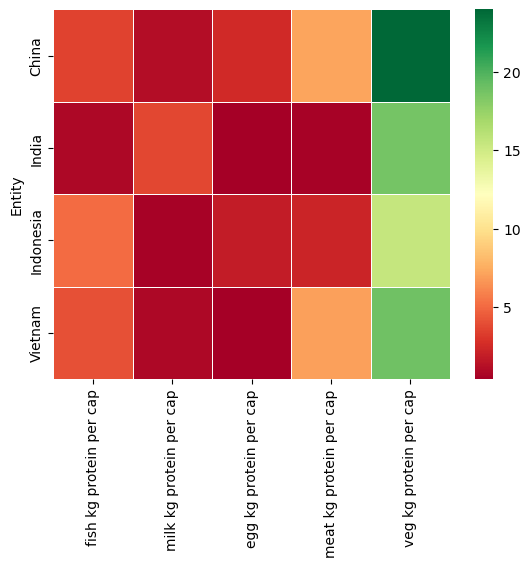 Entity
China
India
Indonesia
Vietnam
fish kg protein per cap
milk kg protein per cap
egg kg protein per cap
meat kg protein per cap
veg kg protein per cap
20
15
10
5